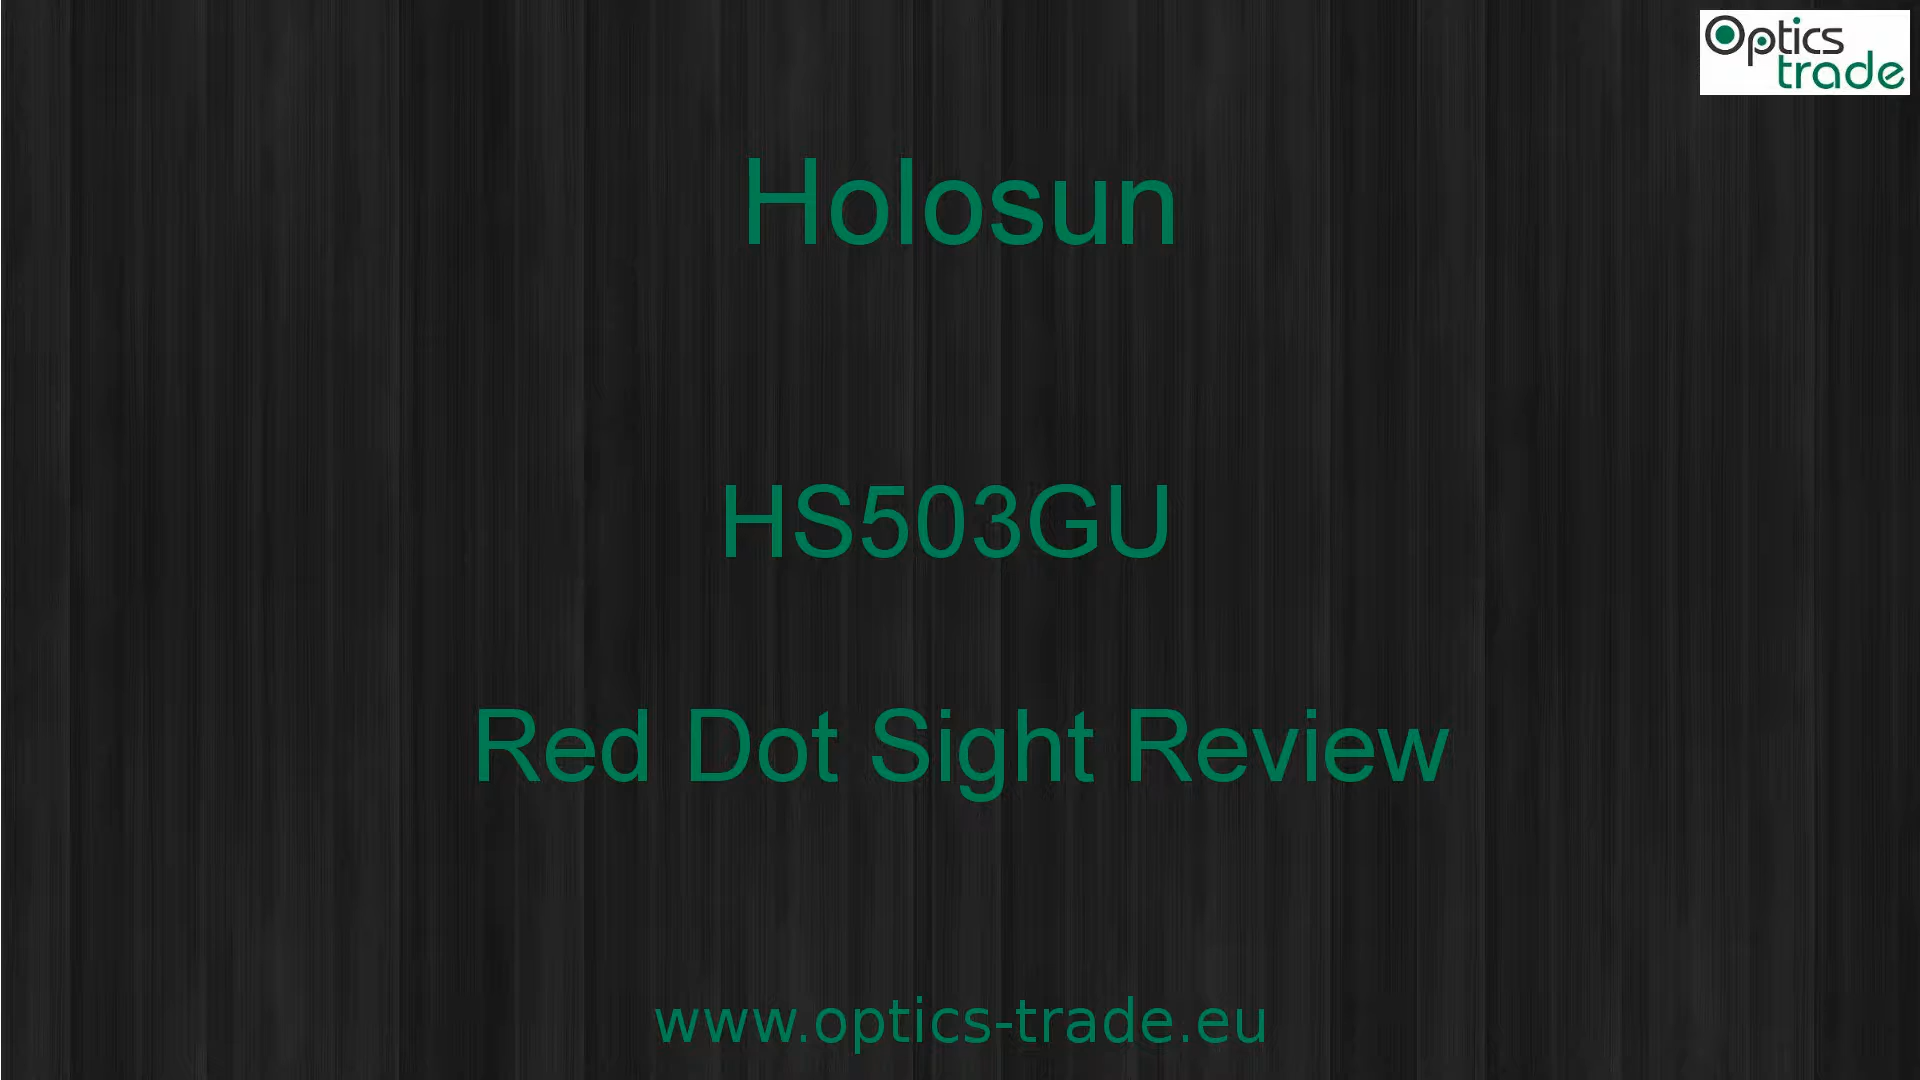 Optics
trade
Holosun
HS503GU
Red Dot Sight Review
www.optics-trade.eu